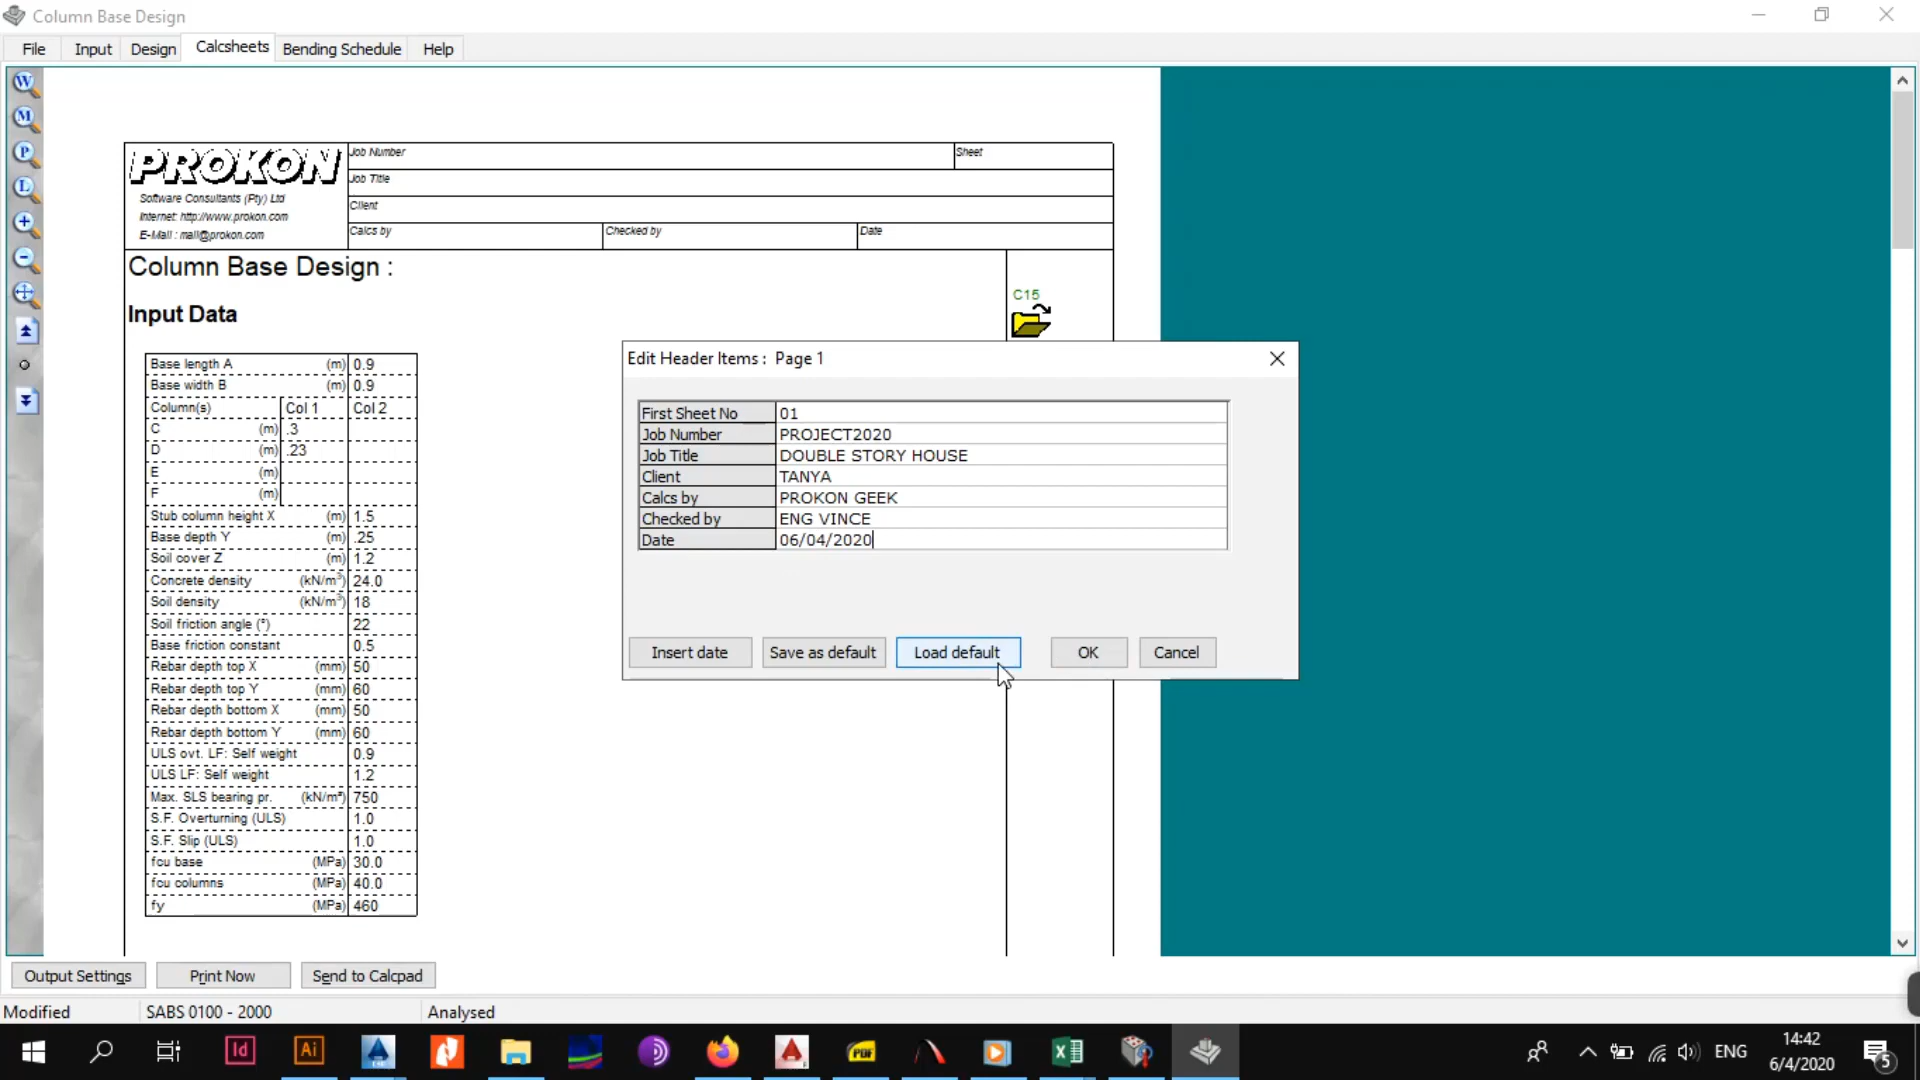 Column Base Design
File Input Design Calcsheets Bending Schedule Help
W
M
P
L
PROKON
Software Consultants (Pty) Ltd
Internet: http://www.prokon.com
E-Mail : mail@prokon.com
Job Number
Sheet
Job Title
Client
Calcs by
Checked by
Date
Column Base Design :
C15
Input Data
Base length A (m) 0.9
Base width B (m) 0.9
Column(s) Col 1 Col 2
C (m) .3
D (m) .23
E (m)
F (m)
Stub column height X (m) 1.5
Base depth Y (m) .25
Soil cover Z (m) 1.2
Concrete density (kN/m³) 24.0
Soil density (kN/m³) 18
Soil friction angle (°) 22
Base friction constant 0.5
Rebar depth top X (mm) 50
Rebar depth top Y (mm) 60
Rebar depth bottom X (mm) 50
Rebar depth bottom Y (mm) 60
ULS ovt. LF: Self weight 0.9
ULS LF: Self weight 1.2
Max. SLS bearing pr. (kN/m²) 750
S.F. Overturning (ULS) 1.0
S.F. Slip (ULS) 1.0
fcu base (MPa) 30.0
fcu columns (MPa) 40.0
fy (MPa) 460
Edit Header Items : Page 1
First Sheet No 01
Job Number PROJECT2020
Job Title DOUBLE STORY HOUSE
Client TANYA
Calcs by PROKON GEEK
Checked by ENG VINCE
Date 06/04/2020
Insert date Save as default Load default OK Cancel
Output Settings Print Now Send to Calcpad
Modified SABS 0100 - 2000 Analysed
Id Ai PDF ENG
14:42
6/4/2020
5